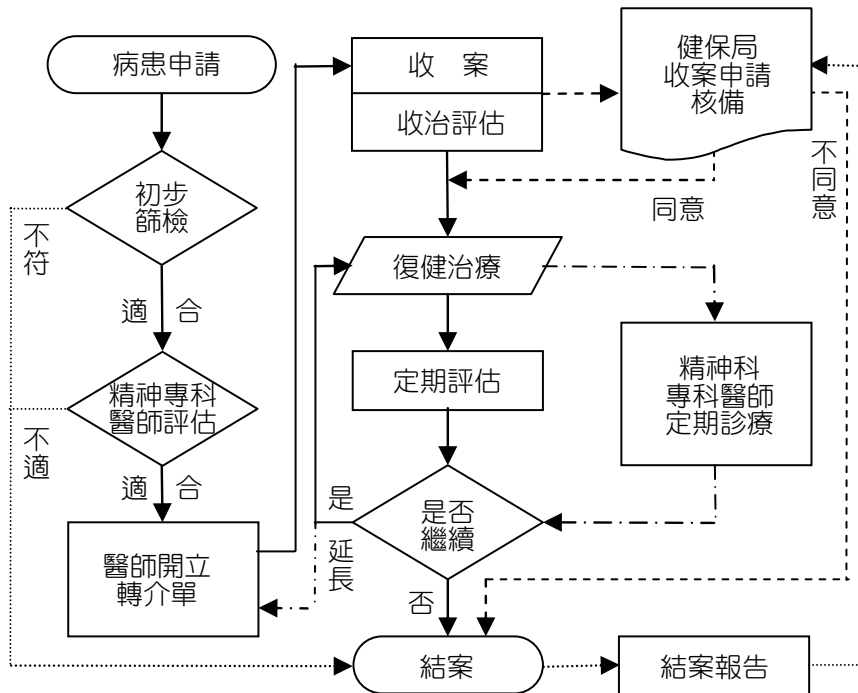 病患申請
初步
篩檢
不符
適 合
精神專科
醫師評估
不適
適 合
醫師開立
轉介單
收 案
收治評估
健保局
收案申請
核備
同意
不同意
復健治療
定期評估
精神科
專科醫師
定期診療
是否
繼續
是
延長
否
結案
結案報告